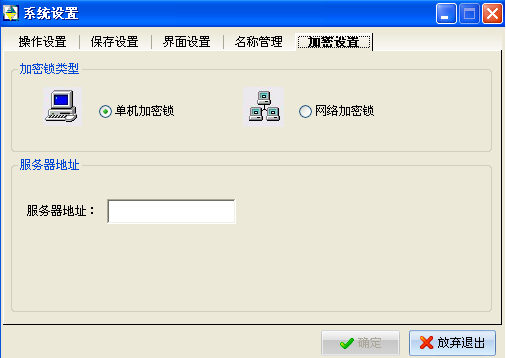 系统设置
操作设置 保存设置 界面设置 名称管理 加密设置
加密锁类型
单机加密锁 网络加密锁
服务器地址
服务器地址：
确定 放弃退出